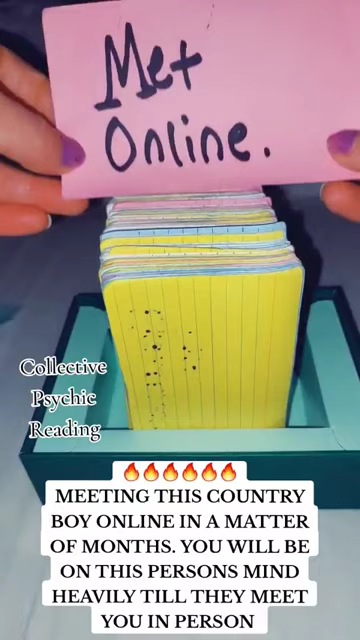 Met
Online.
Collective
Psychic
Reading
🔥🔥🔥🔥🔥🔥
MEETING THIS COUNTRY
BOY ONLINE IN A MATTER
OF MONTHS. YOU WILL BE
ON THIS PERSONS MIND
HEAVILY TILL THEY MEET
YOU IN PERSON